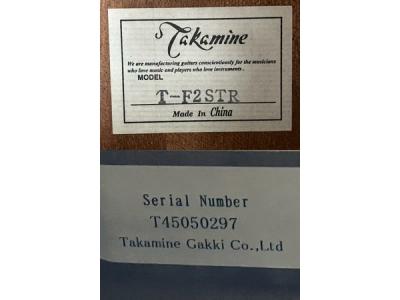 Takamine
We are manufacturing guitars conscientiously for the musicians
who love music and players who love instruments.
MODEL
T-F2STR
Made In China
Serial Number
T45050297
Takamine Gakki Co.,Ltd